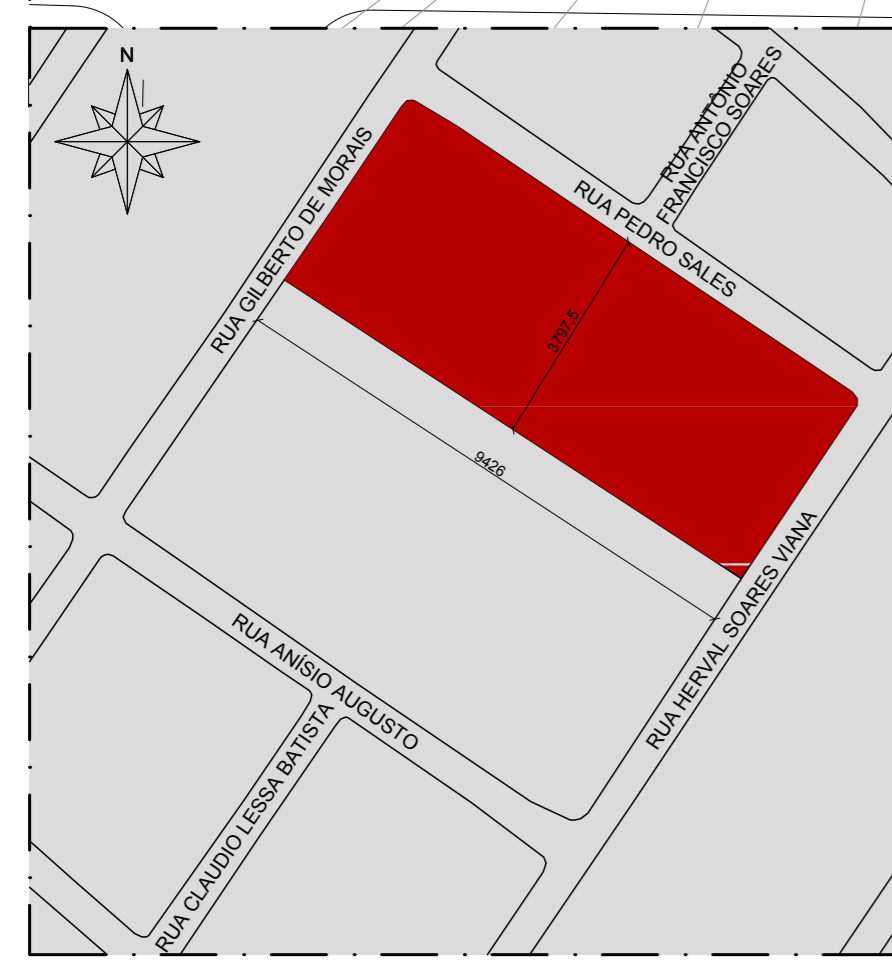 N
RUA ANTÔNIO
FRANCISCO SOARES
RUA GILBERTO DE MORAIS
RUA PEDRO SALES
3797,5
9426
RUA HERVAL SOARES VIANA
RUA ANÍSIO AUGUSTO
RUA CLAUDIO LESSA BATISTA